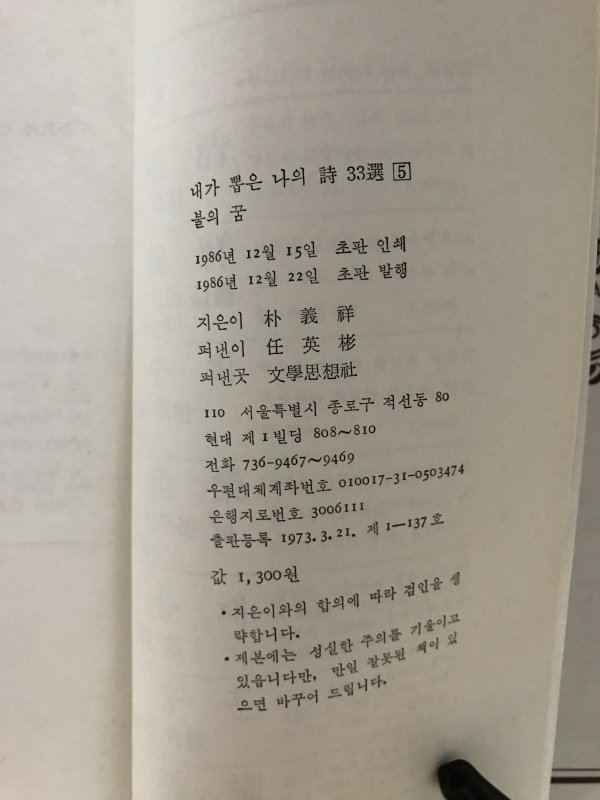 내가 뽑은 나의 詩 33選 5
불의 꿈
1986년 12월 15일 초판 인쇄
1986년 12월 22일 초판 발행
지은이 朴 義 祥
펴낸이 任 英 彬
펴낸곳 文學思想社
110 서울특별시 종로구 적선동 80
현대 제 1 빌딩 808～810
전화 736-9467～9469
우편대체계좌번호 010017-31-0503474
은행지로번호 3006111
출판등록 1973. 3. 21. 제 1—137 호
값 1,300원
• 지은이와의 합의에 따라 검인을 생
략합니다.
• 제본에는 성실한 주의를 기울이고
있읍니다만, 만일 잘못된 책이 있
으면 바꾸어 드립니다.